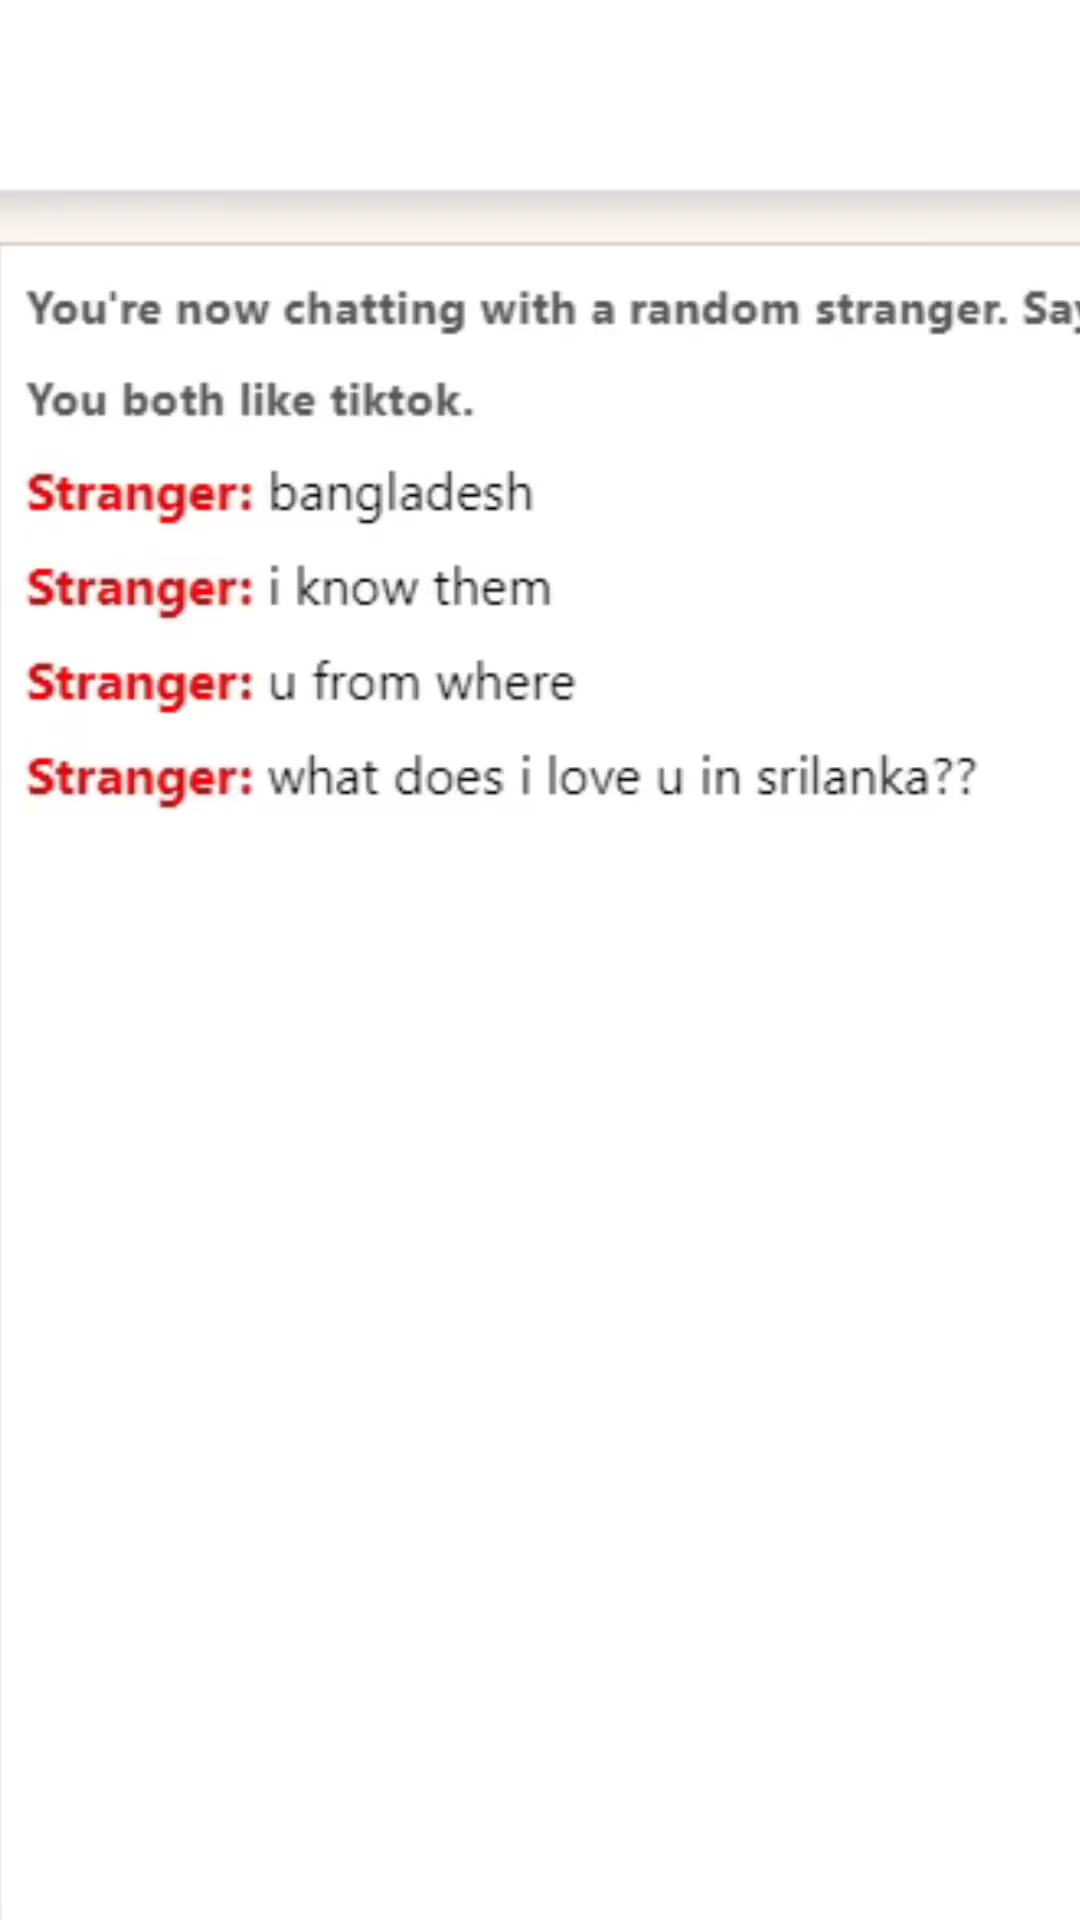 You're now chatting with a random stranger. Say
You both like tiktok.
Stranger: bangladesh
Stranger: i know them
Stranger: u from where
Stranger: what does i love u in srilanka??